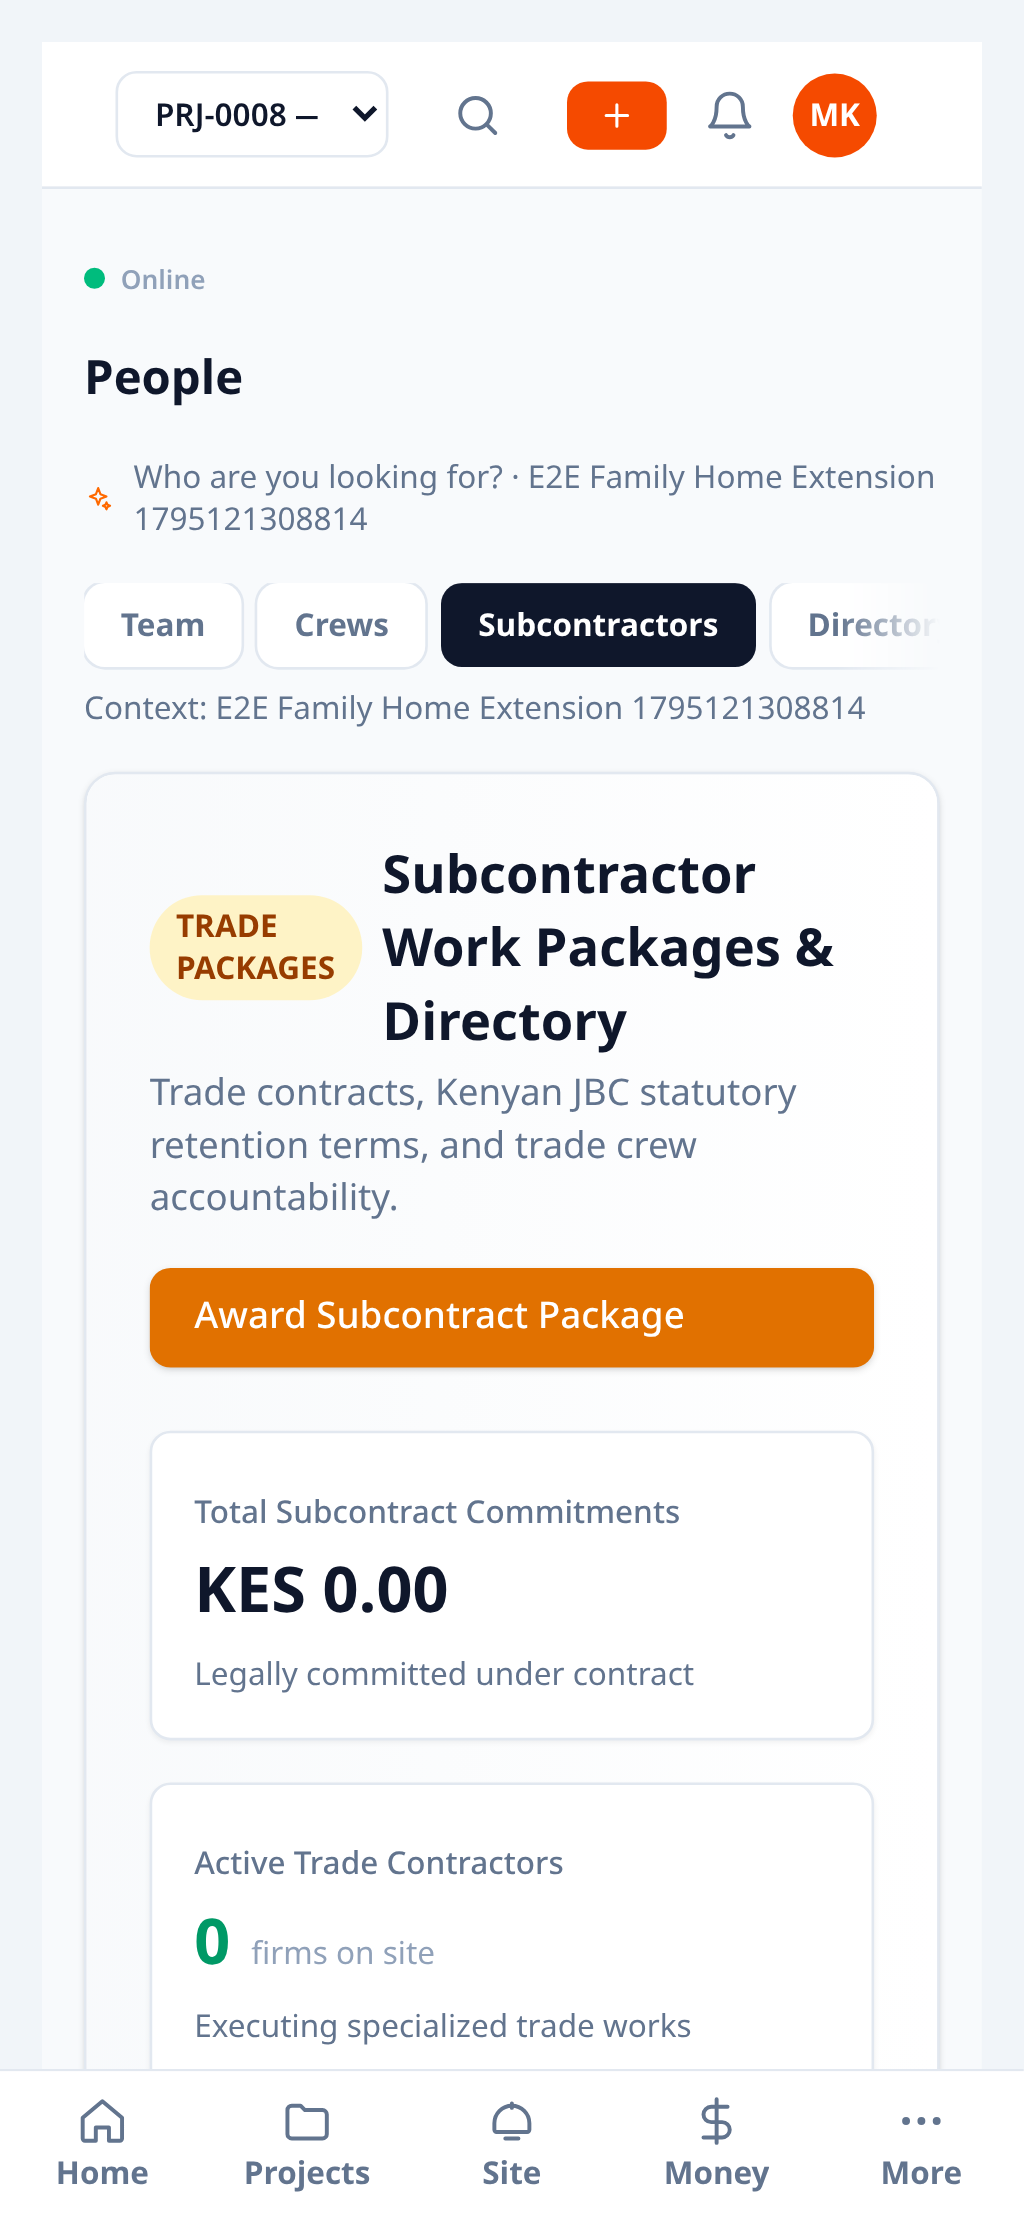 PRJ-0008 —
MK
Online
People
Who are you looking for? · E2E Family Home Extension
1795121308814
Team
Crews
Subcontractors
Director
Context: E2E Family Home Extension 1795121308814
TRADE
PACKAGES
Subcontractor
Work Packages &
Directory
Trade contracts, Kenyan JBC statutory
retention terms, and trade crew
accountability.
Award Subcontract Package
Total Subcontract Commitments
KES 0.00
Legally committed under contract
Active Trade Contractors
0 firms on site
Executing specialized trade works
Home
Projects
Site
Money
More